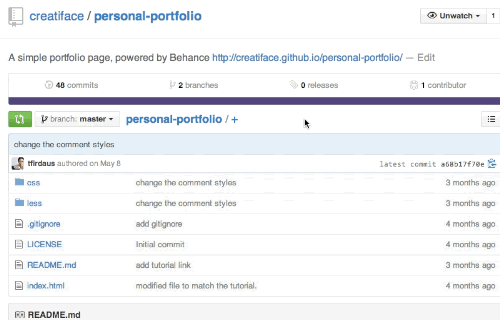 creatiface / personal-portfolio
Unwatch 1
A simple portfolio page, powered by Behance http://creatiface.github.io/personal-portfolio/ — Edit
48 commits 2 branches 0 releases 1 contributor
branch: master personal-portfolio / +
change the comment styles
tfirdaus authored on May 8 latest commit a68b17f70e
css change the comment styles 3 months ago
less change the comment styles 3 months ago
.gitignore add gitignore 4 months ago
LICENSE Initial commit 4 months ago
README.md add tutorial link 3 months ago
index.html modified file to match the tutorial. 4 months ago
README.md